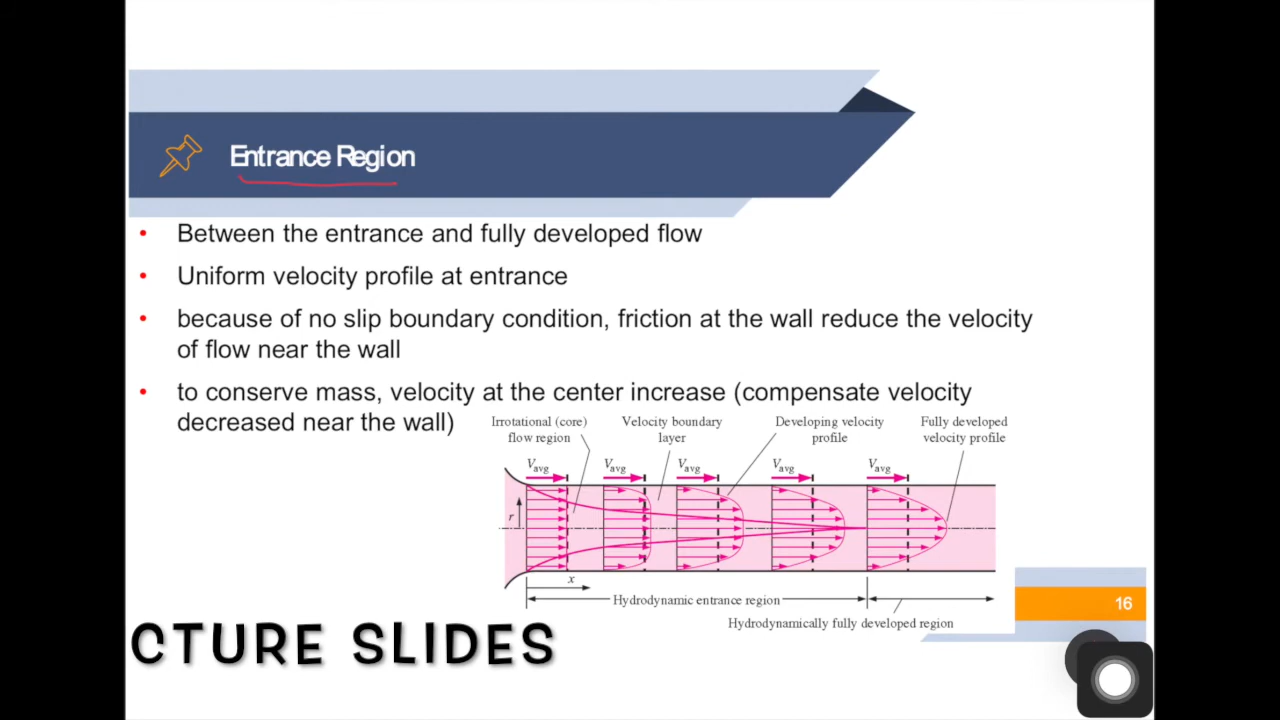 Entrance Region
• Between the entrance and fully developed flow
• Uniform velocity profile at entrance
• because of no slip boundary condition, friction at the wall reduce the velocity
of flow near the wall
• to conserve mass, velocity at the center increase (compensate velocity
decreased near the wall)
Irrotational (core)
flow region
Velocity boundary
layer
Developing velocity
profile
Fully developed
velocity profile
Vavg
Vavg
Vavg
Vavg
Vavg
r
x
Hydrodynamic entrance region
Hydrodynamically fully developed region
16
CTURE SLIDES